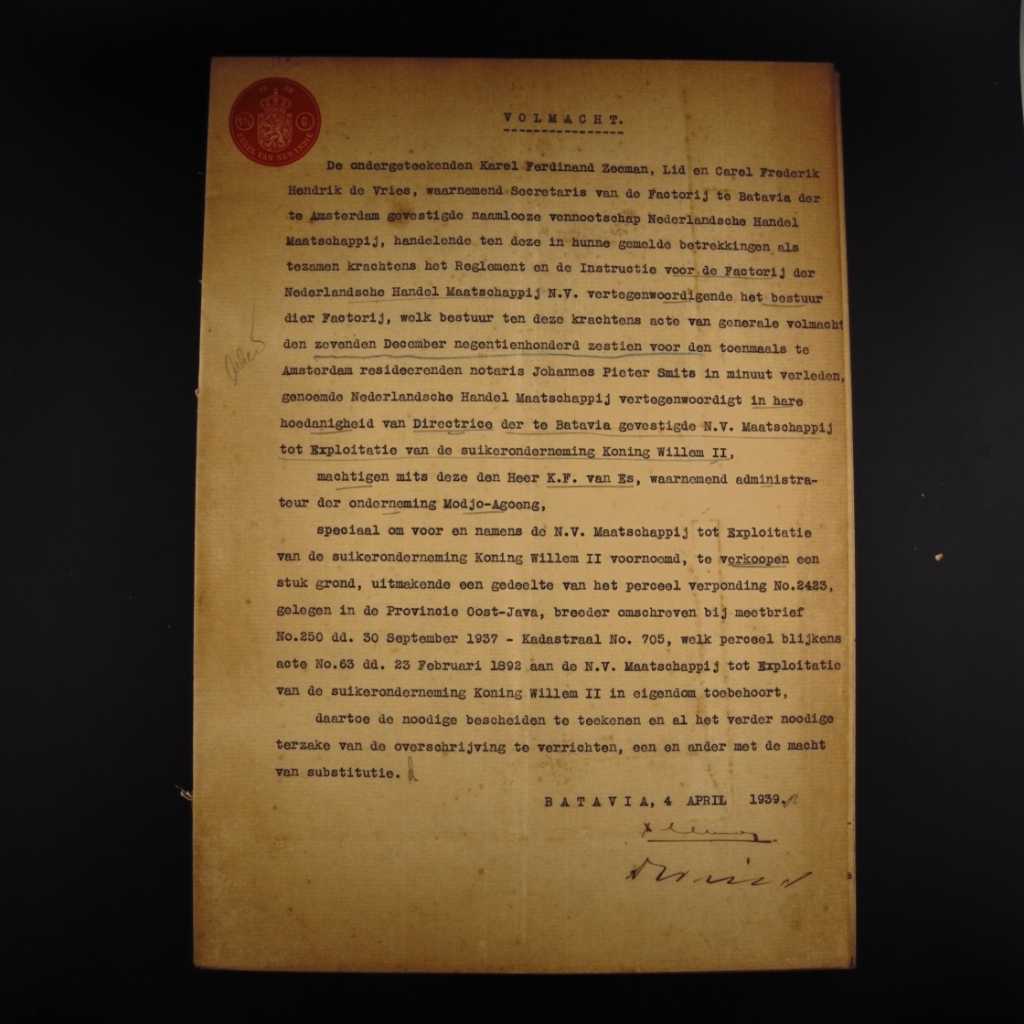 VOLMACHT.
De ondergeteekenden Karel Ferdinand Zeeman, Lid en Carel Frederik
Hendrik de Vries, waarnemend Secretaris van de Factorij te Batavia der
te Amsterdam gevestigde naamlooze vennootschap Nederlandsche Handel
Maatschappij, handelende ten deze in hunne gemelde betrekkingen als
tezamen krachtens het Reglement en de Instructie voor de Factorij der
Nederlandsche Handel Maatschappij N.V. vertegenwoordigende het bestuur
dier Factorij, welk bestuur ten deze krachtens acte van generale volmacht
den zevenden December negentienhonderd zestien voor den toenmaals te
Amsterdam resideerenden notaris Johannes Pieter Smits in minuut verleden,
genoemde Nederlandsche Handel Maatschappij vertegenwoordigt in hare
hoedanigheid van Directrice der te Batavia gevestigde N.V. Maatschappij
tot Exploitatie van de suikeronderneming Koning Willem II,
machtigen mits deze den Heer K.F. van Es, waarnemend administra-
teur der onderneming Modjo-Agoeng,
speciaal om voor en namens de N.V. Maatschappij tot Exploitatie
van de suikeronderneming Koning Willem II voornoemd, te verkoopen een
stuk grond, uitmakende een gedeelte van het perceel verponding No.2423,
gelegen in de Provincie Oost-Java, breeder omschreven bij meetbrief
No.250 dd. 30 September 1937 - Kadastraal No. 705, welk perceel blijkens
acte No.63 dd. 23 Februari 1892 aan de N.V. Maatschappij tot Exploitatie
van de suikeronderneming Koning Willem II in eigendom toebehoort,
daartoe de noodige bescheiden te teekenen en al het verder noodige
terzake van de overschrijving te verrichten, een en ander met de macht
van substitutie.
BATAVIA, 4 APRIL 1939.